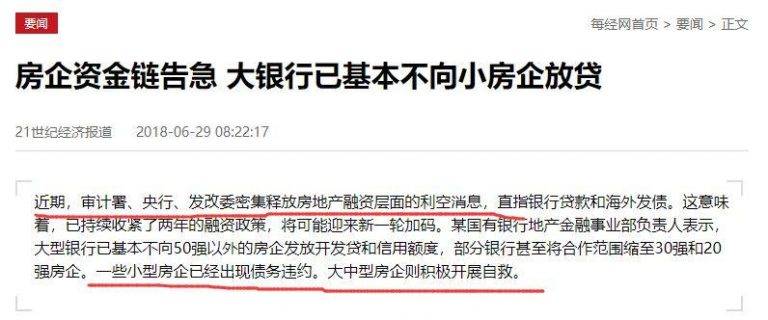 要闻
每经网首页 > 要闻 > 正文
房企资金链告急 大银行已基本不向小房企放贷
21世纪经济报道 2018-06-29 08:22:17
近期，审计署、央行、发改委密集释放房地产融资层面的利空消息，直指银行贷款和海外发债。这意味
着，已持续收紧了两年的融资政策，将可能迎来新一轮加码。某国有银行地产金融事业部负责人表示，
大型银行已基本不向50强以外的房企发放开发贷和信用额度，部分银行甚至将合作范围缩至30强和20
强房企。一些小型房企已经出现债务违约。大中型房企则积极开展自救。